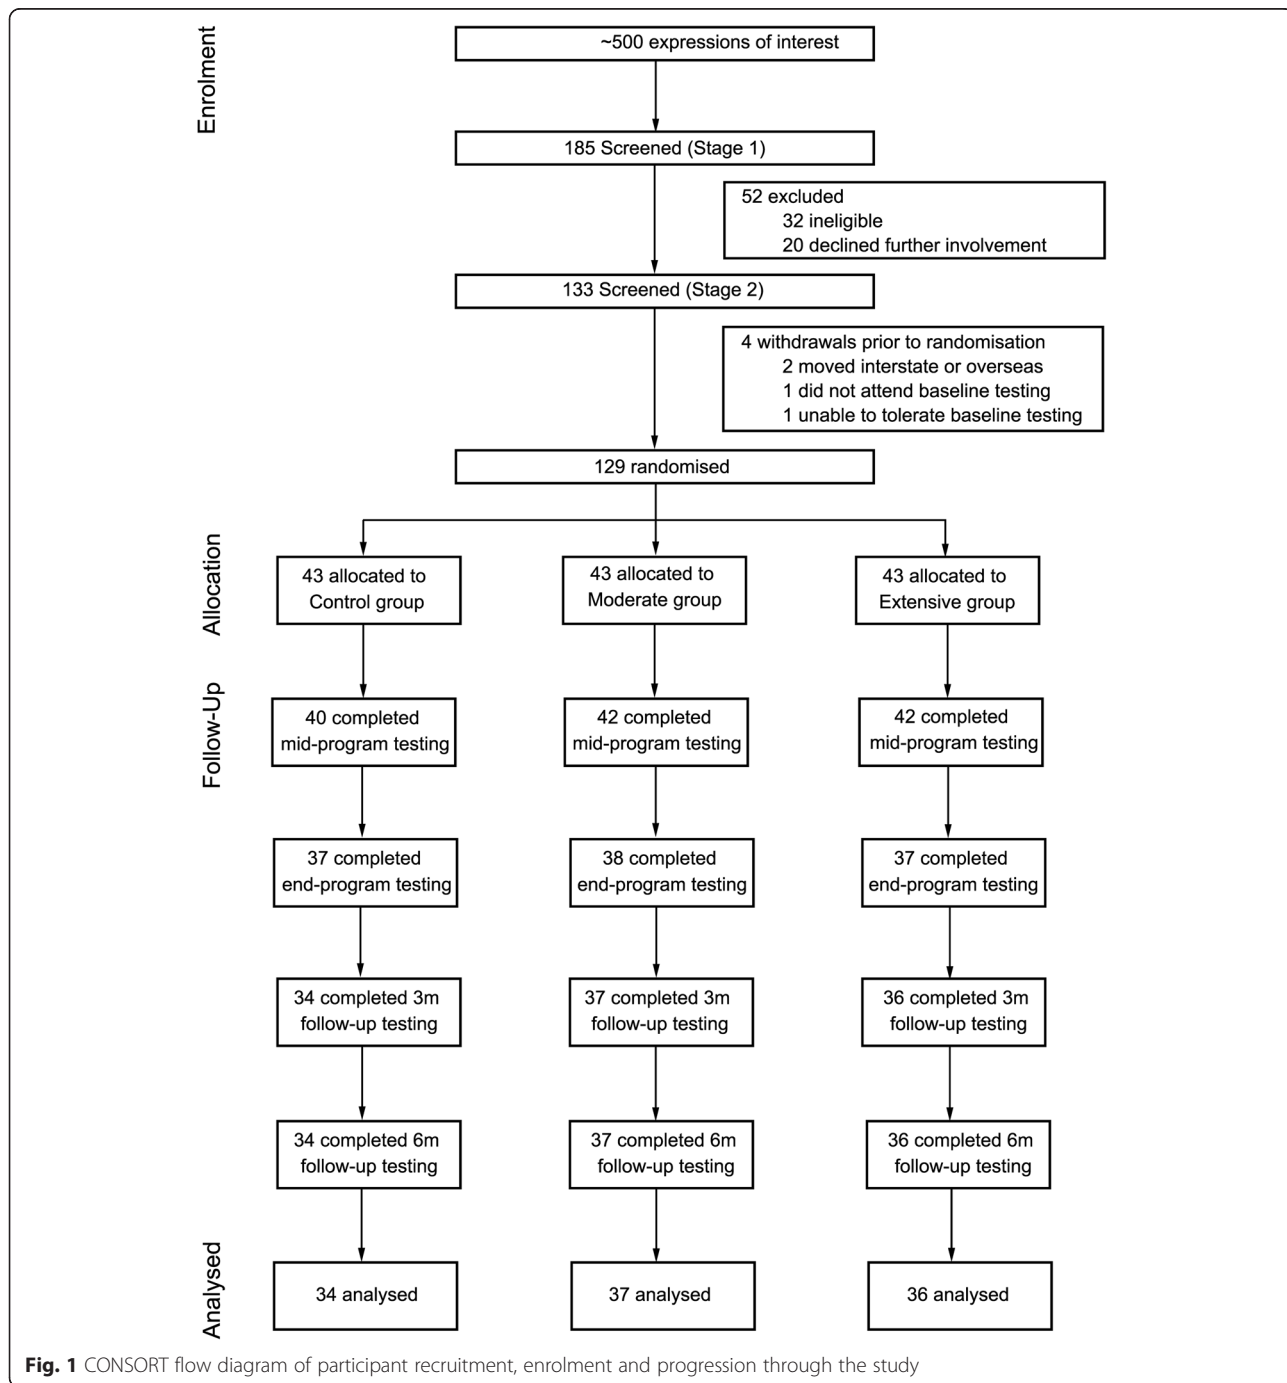 Enrolment
~500 expressions of interest
185 Screened (Stage 1)
52 excluded
32 ineligible
20 declined further involvement
133 Screened (Stage 2)
4 withdrawals prior to randomisation
2 moved interstate or overseas
1 did not attend baseline testing
1 unable to tolerate baseline testing
129 randomised
Allocation
43 allocated to
Control group
43 allocated to
Moderate group
43 allocated to
Extensive group
Follow-Up
40 completed
mid-program testing
42 completed
mid-program testing
42 completed
mid-program testing
37 completed
end-program testing
38 completed
end-program testing
37 completed
end-program testing
34 completed 3m
follow-up testing
37 completed 3m
follow-up testing
36 completed 3m
follow-up testing
34 completed 6m
follow-up testing
37 completed 6m
follow-up testing
36 completed 6m
follow-up testing
Analysed
34 analysed
37 analysed
36 analysed
Fig. 1 CONSORT flow diagram of participant recruitment, enrolment and progression through the study